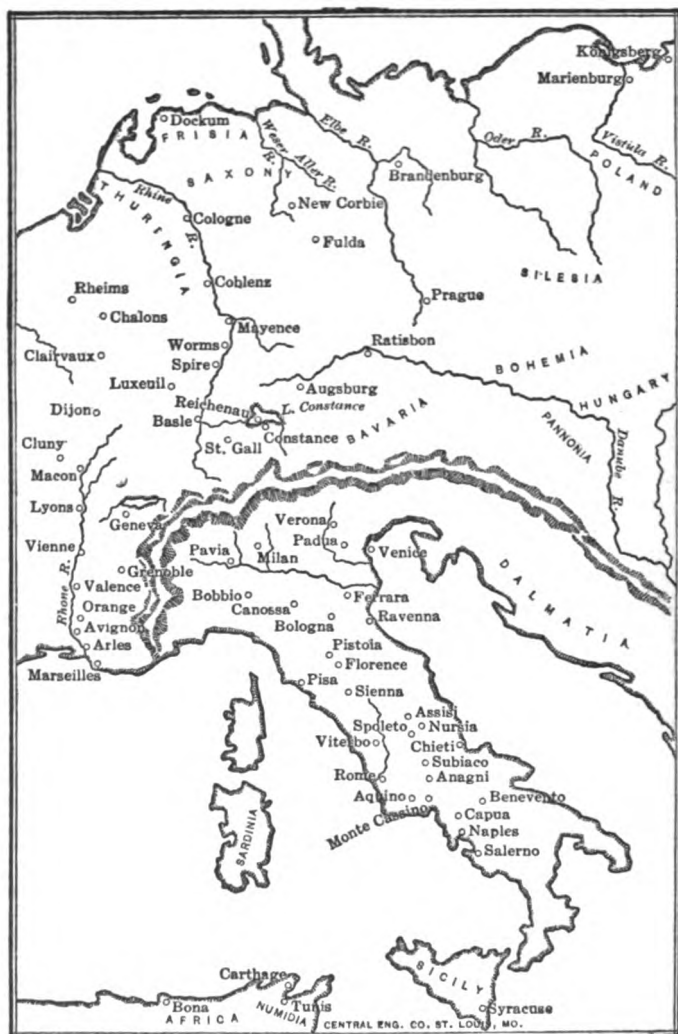 Königsberg
Marienburg
Dockum
FRISIA
Elbe R.
Weser
R.
Aller R.
Oder R.
Vistula R.
POLAND
Brandenburg
SAXONY
Rhine
R.
THURINGIA
New Corbie
Cologne
Fulda
SILESIA
Coblenz
Rheims
Prague
Chalons
Mayence
Worms
Ratisbon
Clairvaux
Spire
BOHEMIA
Luxeuil
Augsburg
HUNGARY
Reichenau
L. Constance
Dijon
Basle
BAVARIA
PANNONIA
Constance
St. Gall
Danube
R.
Cluny
Macon
Lyons
Geneva
Verona
Vienne
Padua
Venice
Pavia
Milan
Grenoble
Rhone R.
Valence
Bobbio
Canossa
Ferrara
DALMATIA
Orange
Bologna
Ravenna
Avignon
Arles
Pistoia
Florence
Marseilles
Pisa
Sienna
Assisi
Spoleto
Nursia
Viterbo
Chieti
Subiaco
Rome
Anagni
Aquino
Benevento
Monte Cassino
Capua
Naples
SARDINIA
Salerno
SICILY
Carthage
Bona
Tunis
Syracuse
AFRICA
NUMIDIA
CENTRAL ENG. CO. ST. LOUIS, MO.